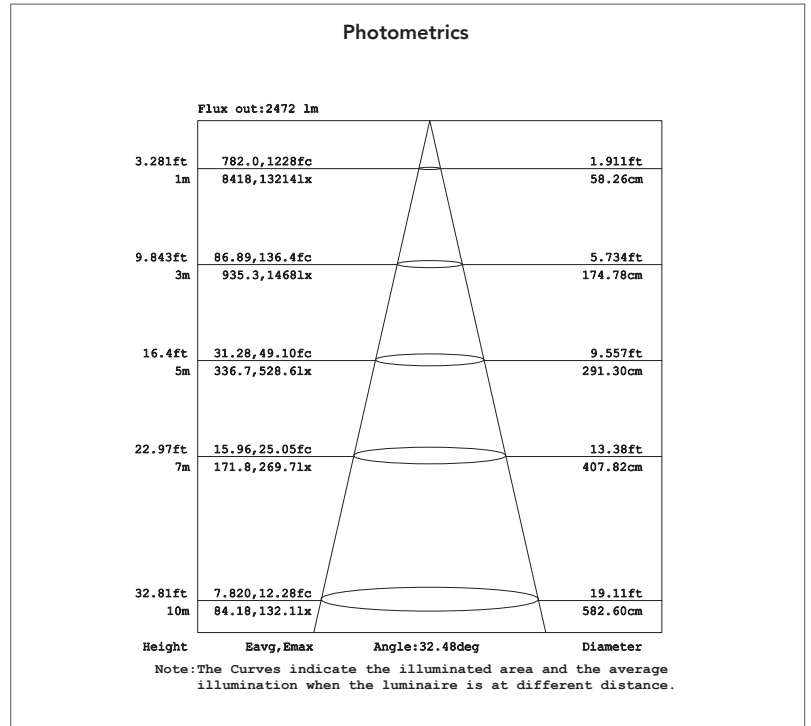 Photometrics
Flux out:2472 lm
3.281ft 782.0,1228fc 1.911ft
1m 8418,13214lx 58.26cm
9.843ft 86.89,136.4fc 5.734ft
3m 935.3,1468lx 174.78cm
16.4ft 31.28,49.10fc 9.557ft
5m 336.7,528.6lx 291.30cm
22.97ft 15.96,25.05fc 13.38ft
7m 171.8,269.7lx 407.82cm
32.81ft 7.820,12.28fc 19.11ft
10m 84.18,132.1lx 582.60cm
Height Eavg,Emax Angle:32.48deg Diameter
Note:The Curves indicate the illuminated area and the average
illumination when the luminaire is at different distance.